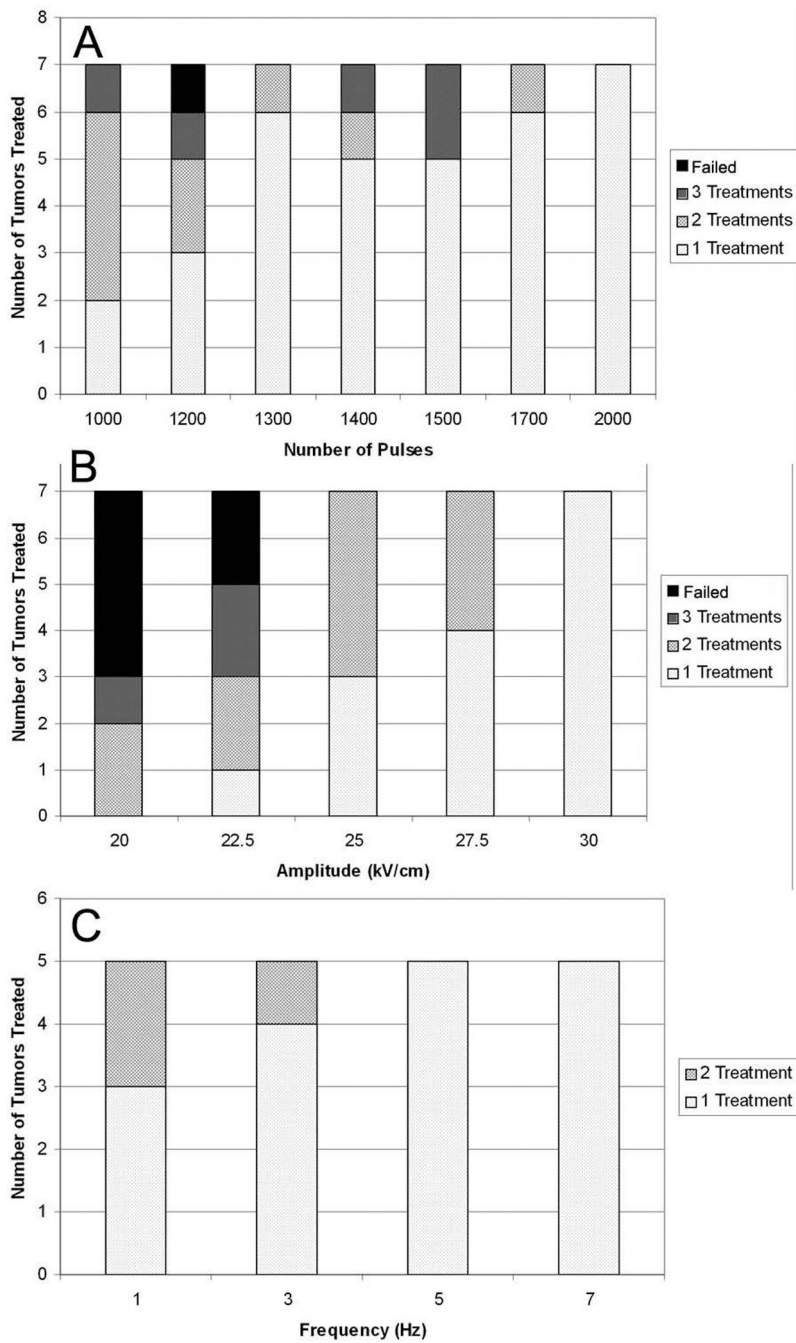 A
Number of Tumors Treated
8
7
6
5
4
3
2
1
0
1000 1200 1300 1400 1500 1700 2000
Number of Pulses
Failed
3 Treatments
2 Treatments
1 Treatment
B
Number of Tumors Treated
7
6
5
4
3
2
1
0
20 22.5 25 27.5 30
Amplitude (kV/cm)
Failed
3 Treatments
2 Treatments
1 Treatment
C
Number of Tumors Treated
6
5
4
3
2
1
0
1 3 5 7
Frequency (Hz)
2 Treatment
1 Treatment